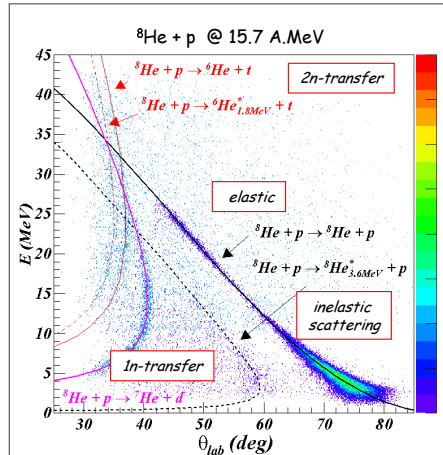 ⁸He + p @ 15.7 A.MeV
E (MeV)
45
40
35
30
25
20
15
10
5
0
⁸He + p → ⁶He + t
2n-transfer
⁸He + p → ⁶He*₁.₈MeV + t
elastic
⁸He + p → ⁸He + p
⁸He + p → ⁸He*₃.₆MeV + p
inelastic
scattering
1n-transfer
⁸He + p → ⁷He + d
30 40 50 60 70 80
θlab (deg)